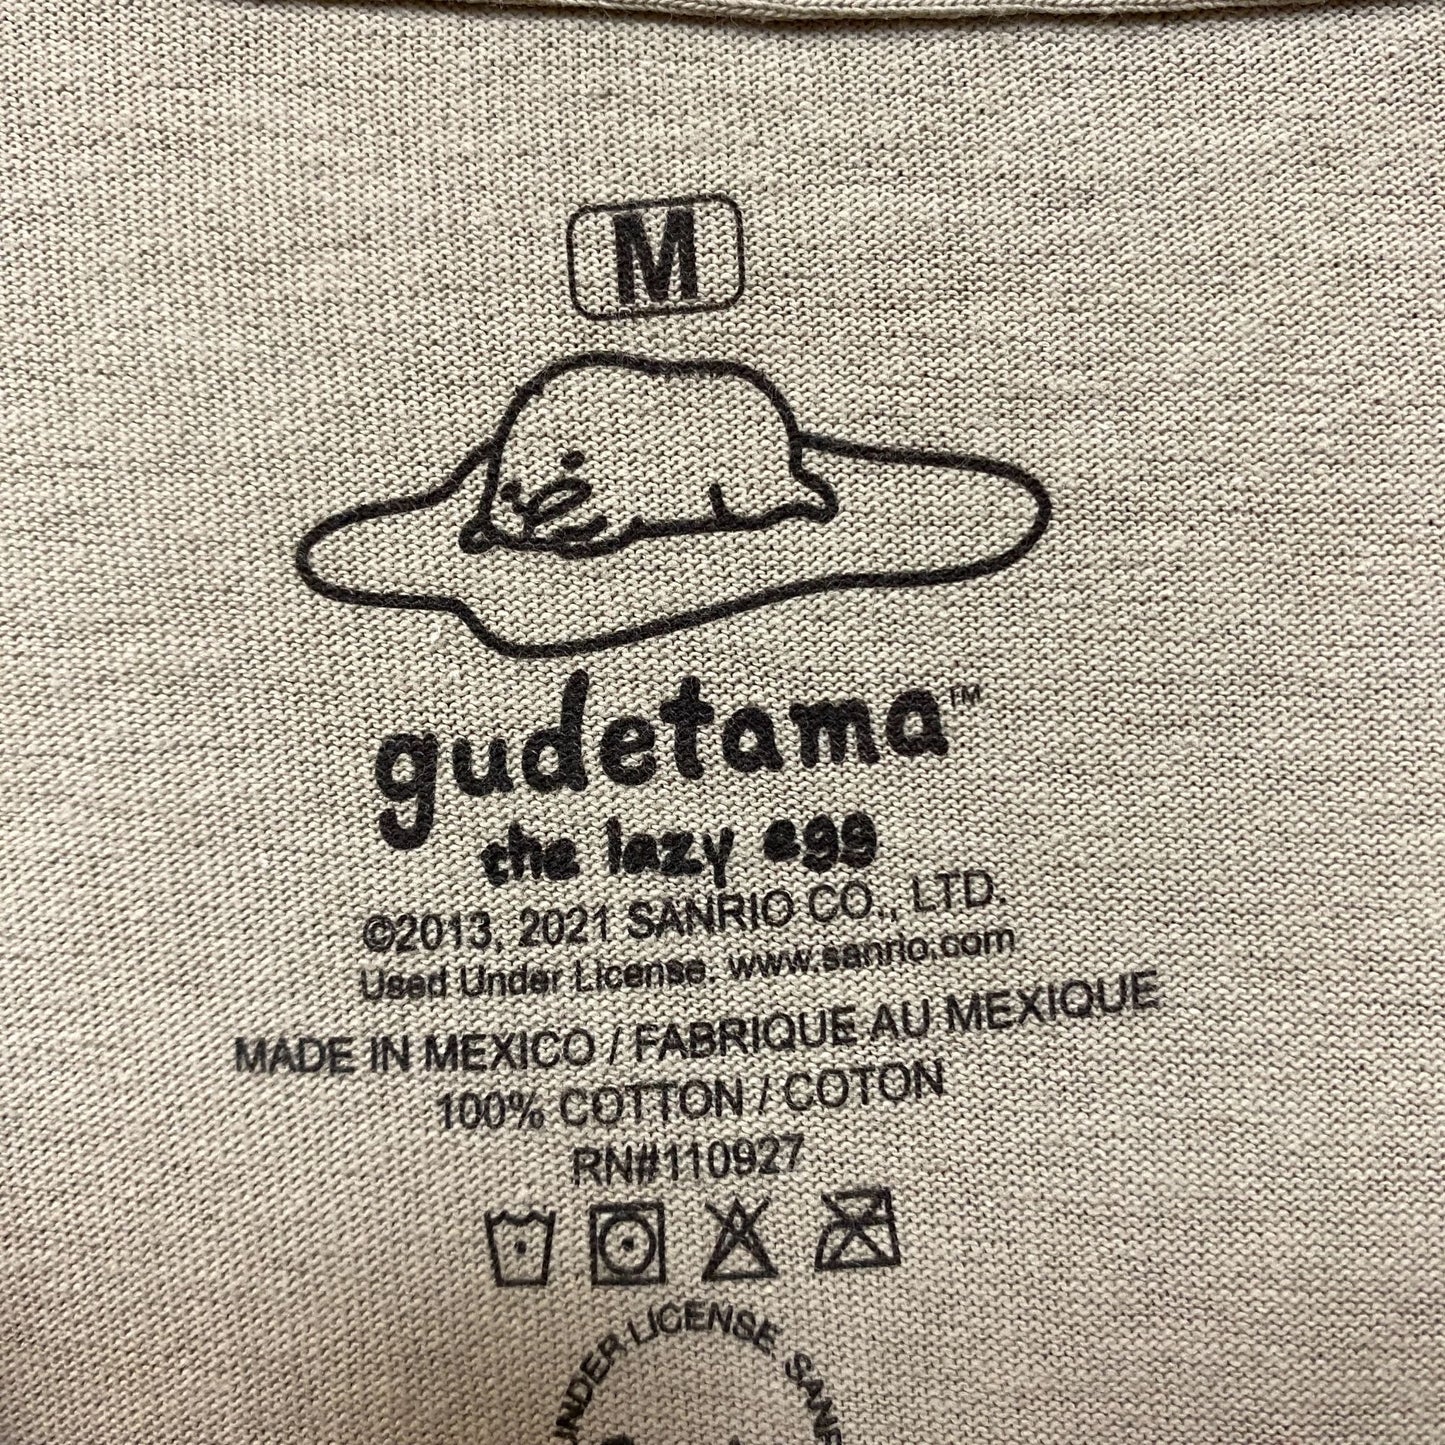 M
gudetama™
the lazy egg
©2013, 2021 SANRIO CO., LTD.
Used Under License. www.sanrio.com
MADE IN MEXICO / FABRIQUE AU MEXIQUE
100% COTTON / COTON
RN#110927
UNDER LICENSE.